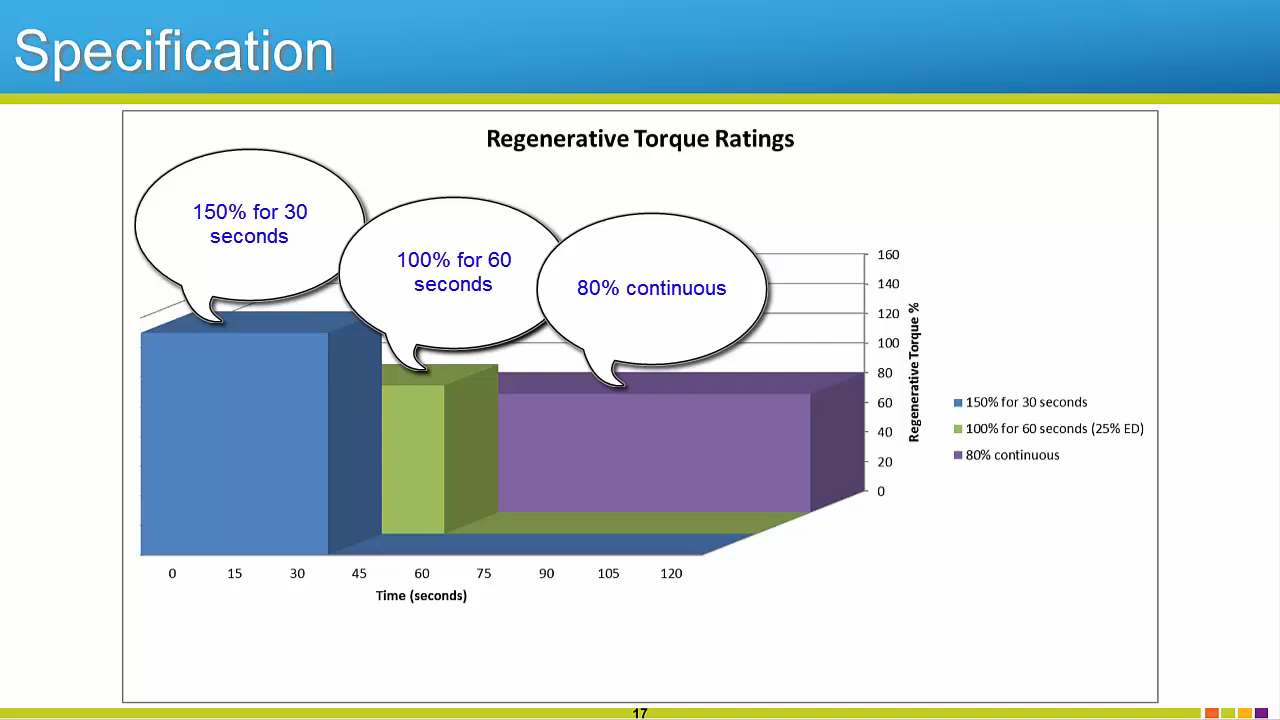 Specification
Regenerative Torque Ratings
150% for 30
seconds
100% for 60
seconds
80% continuous
160
140
120
100
80
60
40
20
0
Regenerative Torque %
150% for 30 seconds
100% for 60 seconds (25% ED)
80% continuous
0 15 30 45 60 75 90 105 120
Time (seconds)
17